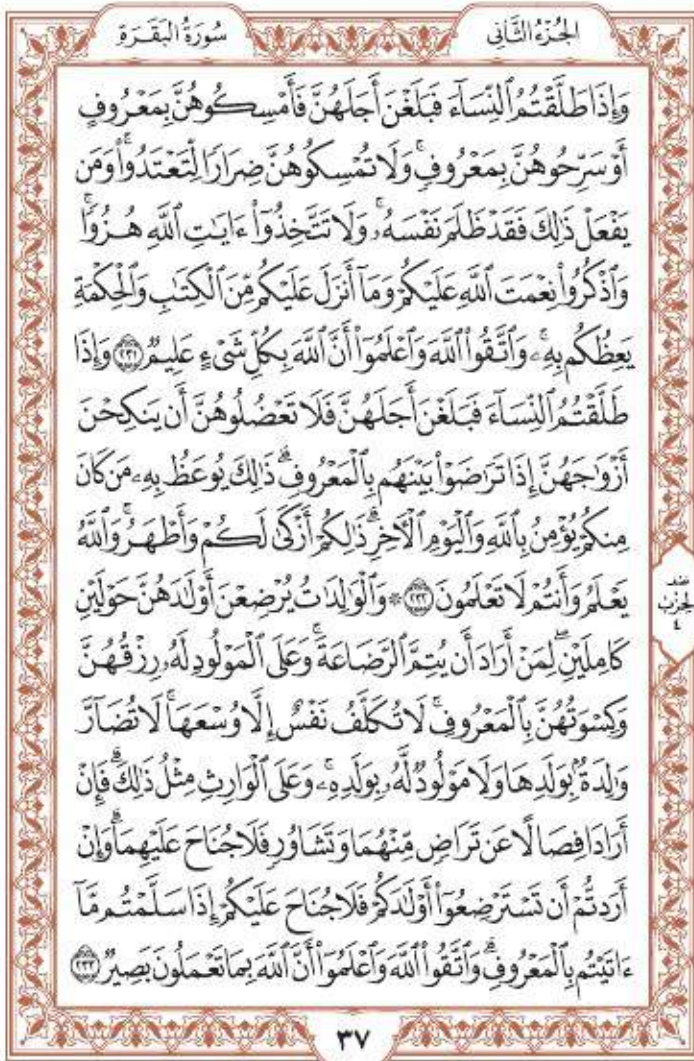 الجُزْءُ الثَّانِي
سُورَةُ البَقَرَةِ
وَإِذَا طَلَّقْتُمُ ٱلنِّسَآءَ فَبَلَغْنَ أَجَلَهُنَّ فَأَمْسِكُوهُنَّ بِمَعْرُوفٍ
أَوْ سَرِّحُوهُنَّ بِمَعْرُوفٍۚ وَلَا تُمْسِكُوهُنَّ ضِرَارًا لِّتَعْتَدُوا۟ۚ وَمَن
يَفْعَلْ ذَٰلِكَ فَقَدْ ظَلَمَ نَفْسَهُۥۚ وَلَا تَتَّخِذُوٓا۟ ءَايَٰتِ ٱللَّهِ هُزُوًاۚ
وَٱذْكُرُوا۟ نِعْمَتَ ٱللَّهِ عَلَيْكُمْ وَمَآ أَنزَلَ عَلَيْكُم مِّنَ ٱلْكِتَٰبِ وَٱلْحِكْمَةِ
يَعِظُكُم بِهِۦۚ وَٱتَّقُوا۟ ٱللَّهَ وَٱعْلَمُوٓا۟ أَنَّ ٱللَّهَ بِكُلِّ شَىْءٍ عَلِيمٌ ٢٣١ وَإِذَا
طَلَّقْتُمُ ٱلنِّسَآءَ فَبَلَغْنَ أَجَلَهُنَّ فَلَا تَعْضُلُوهُنَّ أَن يَنكِحْنَ
أَزْوَٰجَهُنَّ إِذَا تَرَٰضَوْا۟ بَيْنَهُم بِٱلْمَعْرُوفِۗ ذَٰلِكَ يُوعَظُ بِهِۦ مَن كَانَ
مِنكُمْ يُؤْمِنُ بِٱللَّهِ وَٱلْيَوْمِ ٱلْءَاخِرِۗ ذَٰلِكُمْ أَزْكَىٰ لَكُمْ وَأَطْهَرُۚ وَٱللَّهُ
يَعْلَمُ وَأَنتُمْ لَا تَعْلَمُونَ ٢٣٢ ۞ وَٱلْوَٰلِدَٰتُ يُرْضِعْنَ أَوْلَٰدَهُنَّ حَوْلَيْنِ
كَامِلَيْنِۖ لِمَنْ أَرَادَ أَن يُتِمَّ ٱلرَّضَاعَةَۚ وَعَلَى ٱلْمَوْلُودِ لَهُۥ رِزْقُهُنَّ
وَكِسْوَتُهُنَّ بِٱلْمَعْرُوفِۚ لَا تُكَلَّفُ نَفْسٌ إِلَّا وُسْعَهَاۚ لَا تُضَآرَّ
وَٰلِدَةٌۢ بِوَلَدِهَا وَلَا مَوْلُودٌ لَّهُۥ بِوَلَدِهِۦۚ وَعَلَى ٱلْوَارِثِ مِثْلُ ذَٰلِكَۗ فَإِنْ
أَرَادَا فِصَالًا عَن تَرَاضٍ مِّنْهُمَا وَتَشَاوُرٍ فَلَا جُنَاحَ عَلَيْهِمَاۗ وَإِنْ
أَرَدتُّمْ أَن تَسْتَرْضِعُوٓا۟ أَوْلَٰدَكُمْ فَلَا جُنَاحَ عَلَيْكُمْ إِذَا سَلَّمْتُم مَّآ
ءَاتَيْتُم بِٱلْمَعْرُوفِۗ وَٱتَّقُوا۟ ٱللَّهَ وَٱعْلَمُوٓا۟ أَنَّ ٱللَّهَ بِمَا تَعْمَلُونَ بَصِيرٌ ٢٣٣
نصف
الحزب
٤
٣٧